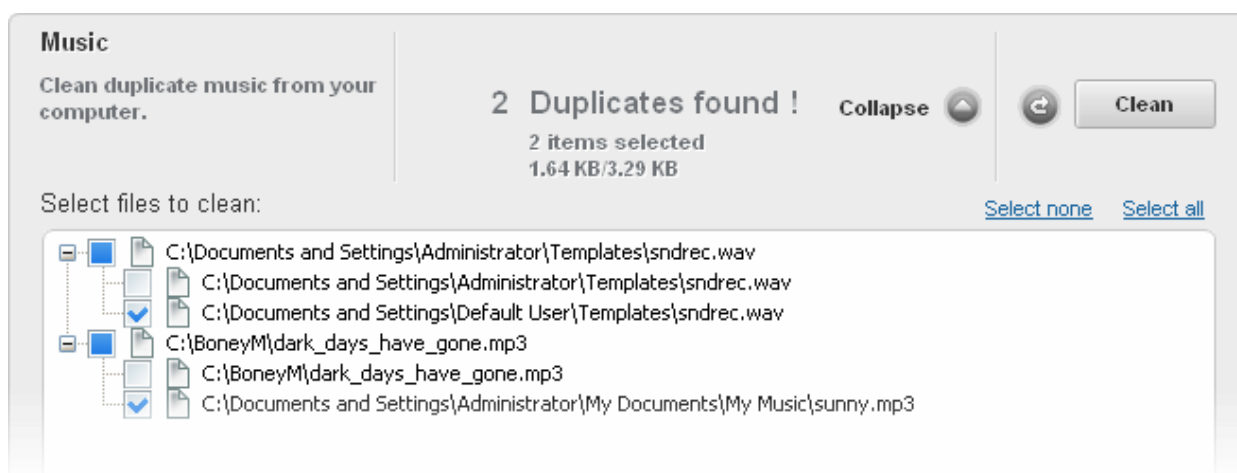 Music
Clean duplicate music from your
computer.
2 Duplicates found !
2 items selected
1.64 KB/3.29 KB
Collapse
Clean
Select files to clean:
Select none
Select all
C:\Documents and Settings\Administrator\Templates\sndrec.wav
C:\Documents and Settings\Administrator\Templates\sndrec.wav
C:\Documents and Settings\Default User\Templates\sndrec.wav
C:\BoneyM\dark_days_have_gone.mp3
C:\BoneyM\dark_days_have_gone.mp3
C:\Documents and Settings\Administrator\My Documents\My Music\sunny.mp3